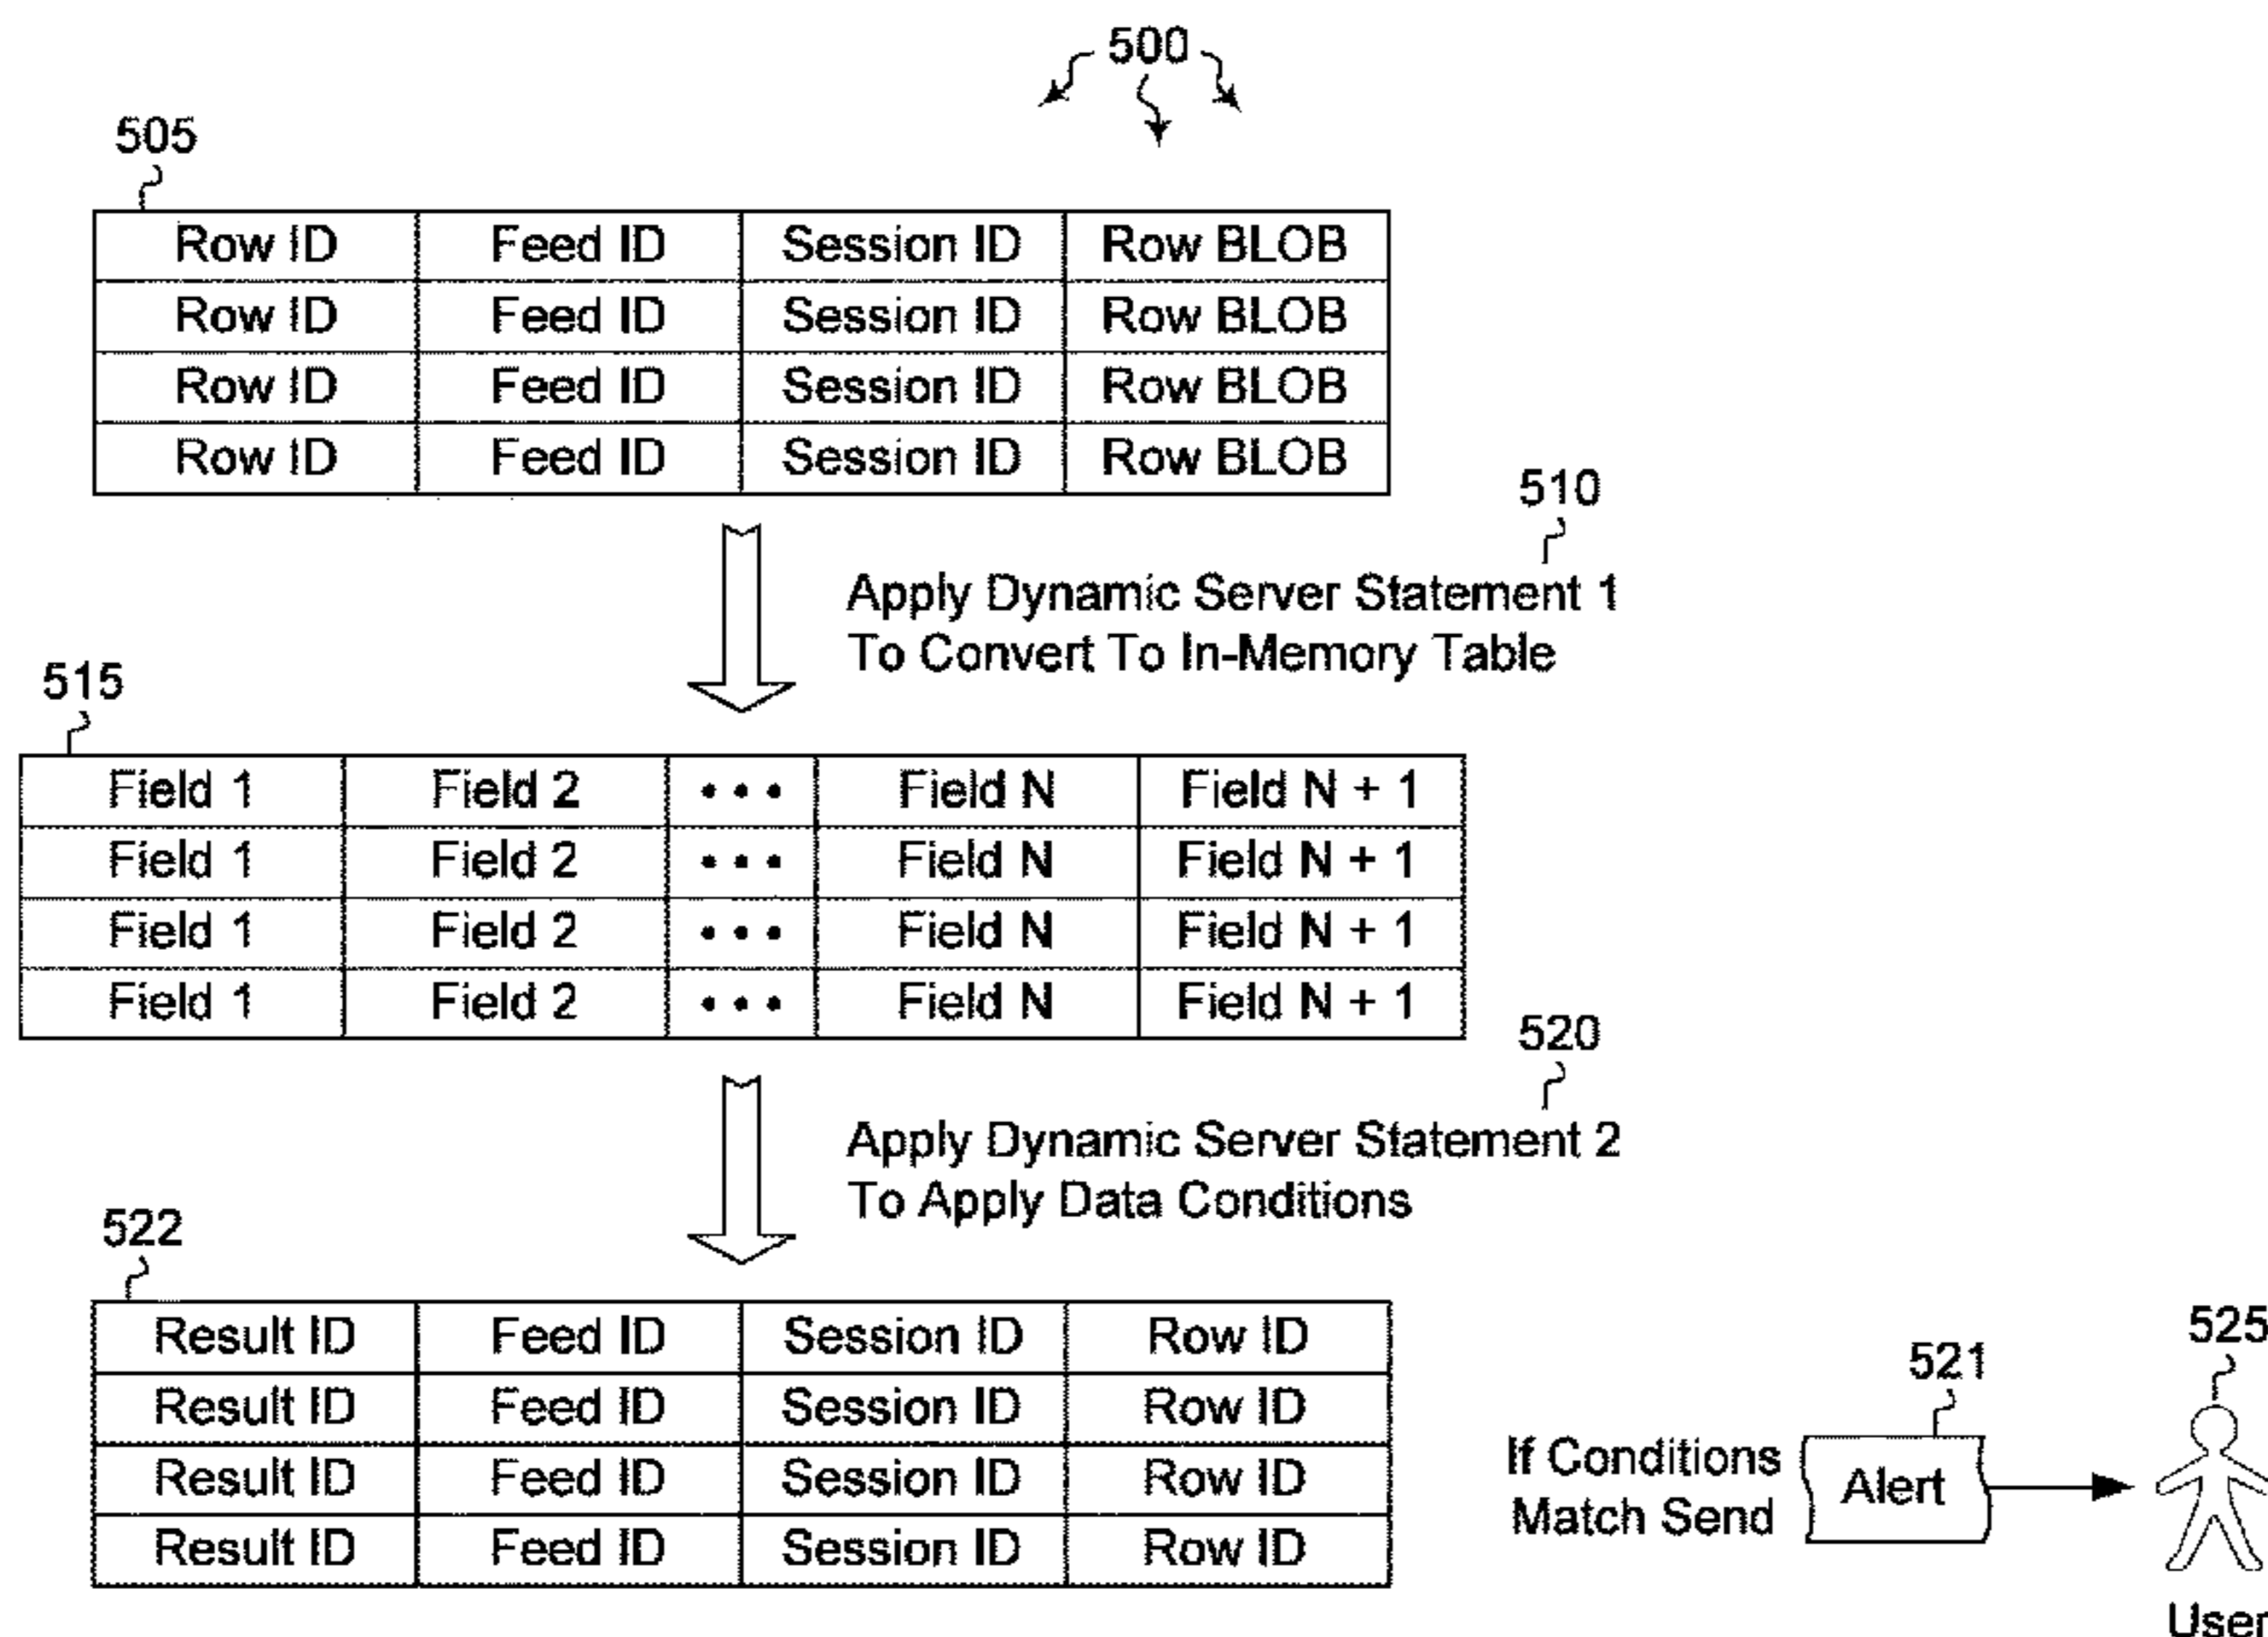 500
505
Row ID Feed ID Session ID Row BLOB
Row ID Feed ID Session ID Row BLOB
Row ID Feed ID Session ID Row BLOB
Row ID Feed ID Session ID Row BLOB
510
Apply Dynamic Server Statement 1
To Convert To In-Memory Table
515
Field 1 Field 2 • • • Field N Field N + 1
Field 1 Field 2 • • • Field N Field N + 1
Field 1 Field 2 • • • Field N Field N + 1
Field 1 Field 2 • • • Field N Field N + 1
520
Apply Dynamic Server Statement 2
To Apply Data Conditions
522
Result ID Feed ID Session ID Row ID
Result ID Feed ID Session ID Row ID
Result ID Feed ID Session ID Row ID
Result ID Feed ID Session ID Row ID
If Conditions
Match Send
521
Alert
525
User